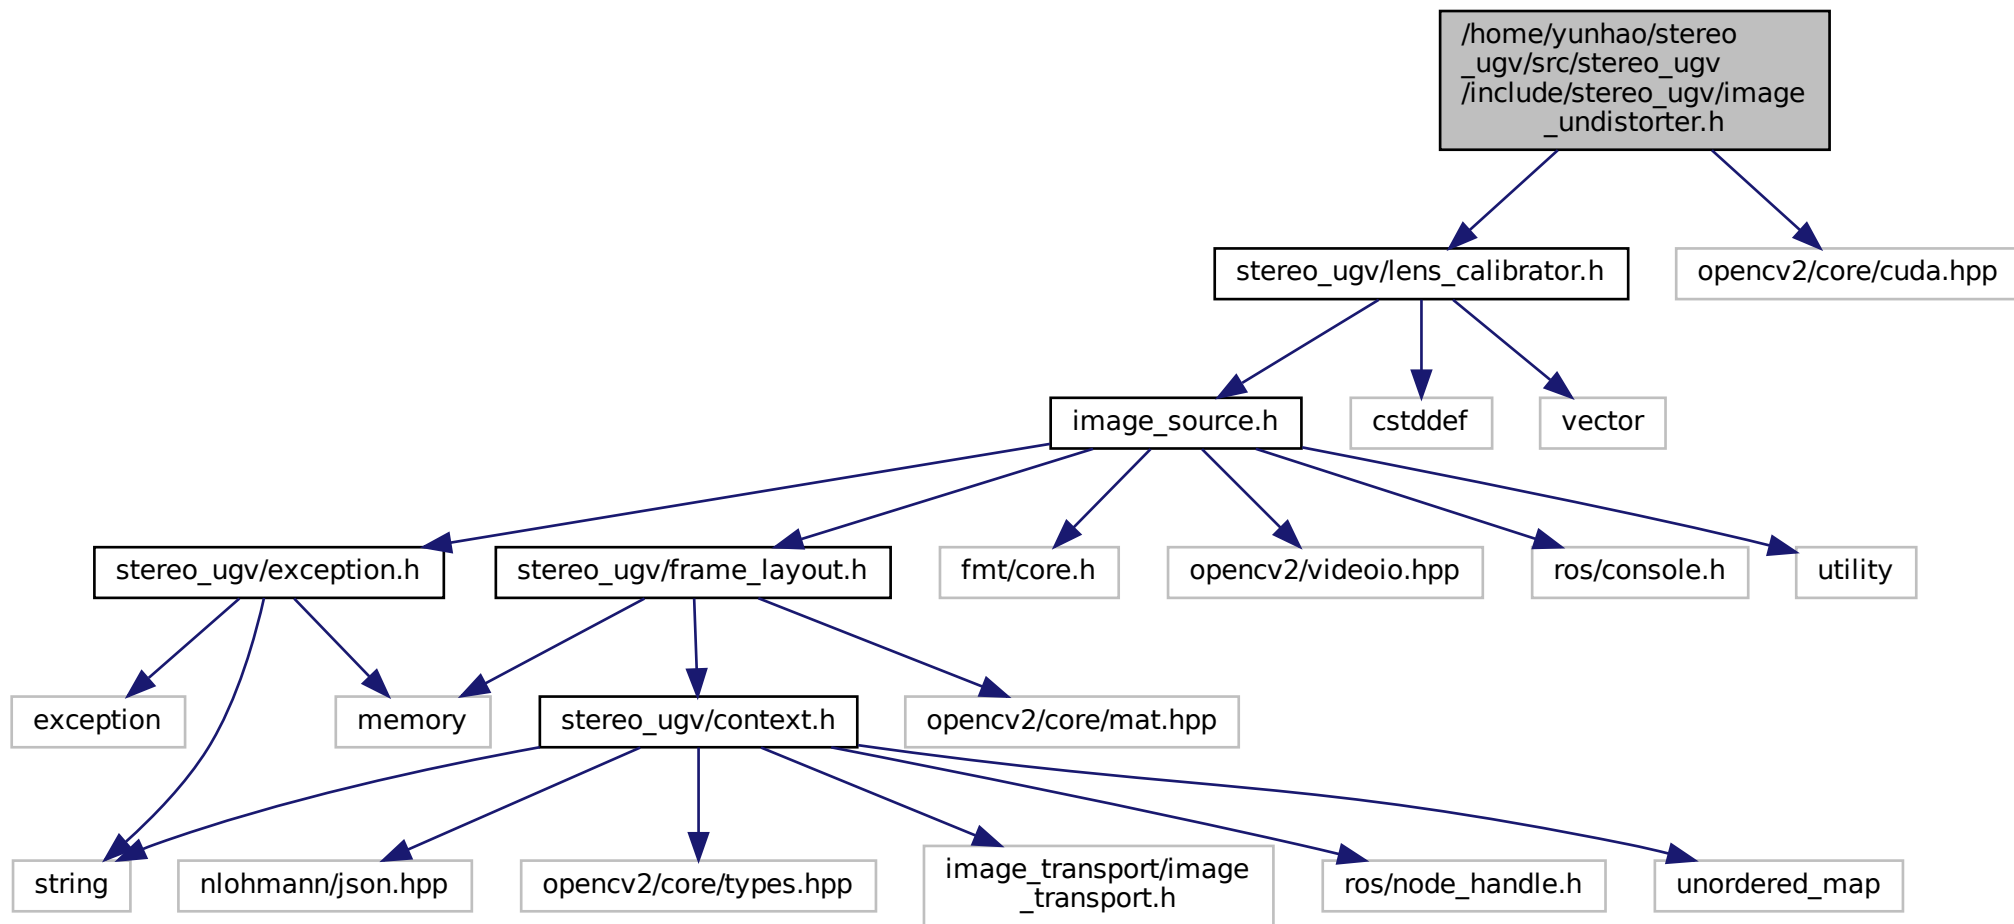 /home/yunhao/stereo
_ugv/src/stereo_ugv
/include/stereo_ugv/image
_undistorter.h
stereo_ugv/lens_calibrator.h
opencv2/core/cuda.hpp
image_source.h
cstddef
vector
stereo_ugv/exception.h
stereo_ugv/frame_layout.h
fmt/core.h
opencv2/videoio.hpp
ros/console.h
utility
exception
memory
stereo_ugv/context.h
opencv2/core/mat.hpp
string
nlohmann/json.hpp
opencv2/core/types.hpp
image_transport/image
_transport.h
ros/node_handle.h
unordered_map